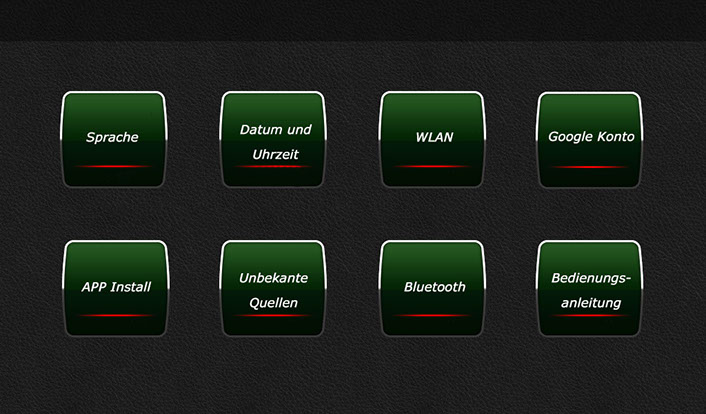 Sprache
Datum und
Uhrzeit
WLAN
Google Konto
APP Install
Unbekante
Quellen
Bluetooth
Bedienungs-
anleitung